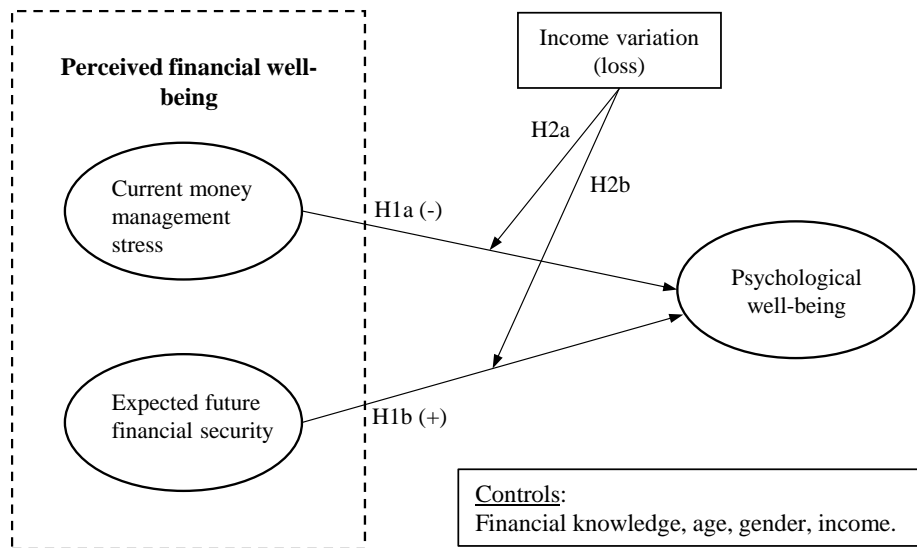 Income variation
(loss)
Perceived financial well-
being
H2a
H2b
Current money
management
stress
H1a (-)
Psychological
well-being
Expected future
financial security
H1b (+)
Controls:
Financial knowledge, age, gender, income.